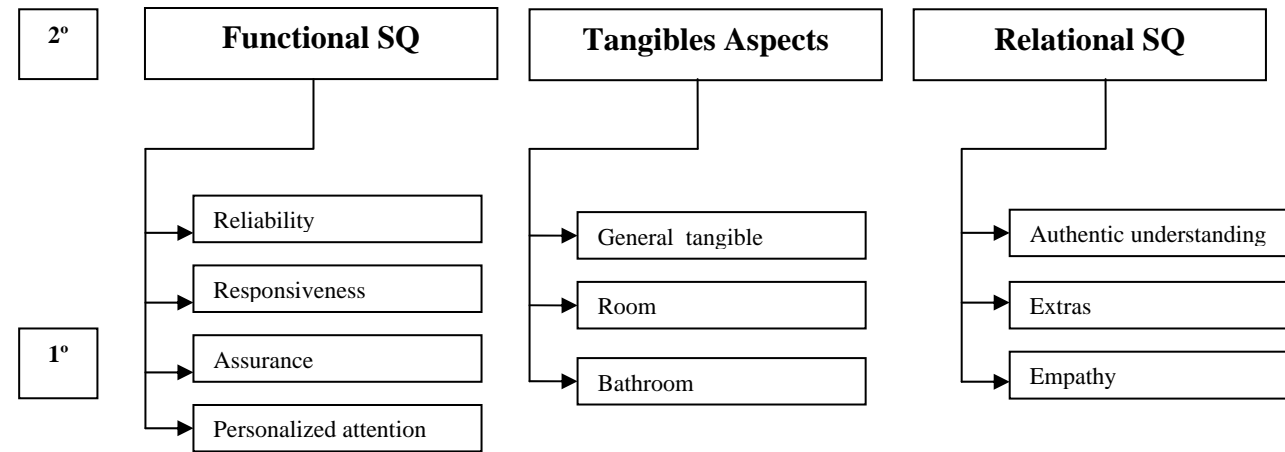 2º
Functional SQ
Tangibles Aspects
Relational SQ
1º
Reliability
Responsiveness
Assurance
Personalized attention
General tangible
Room
Bathroom
Authentic understanding
Extras
Empathy